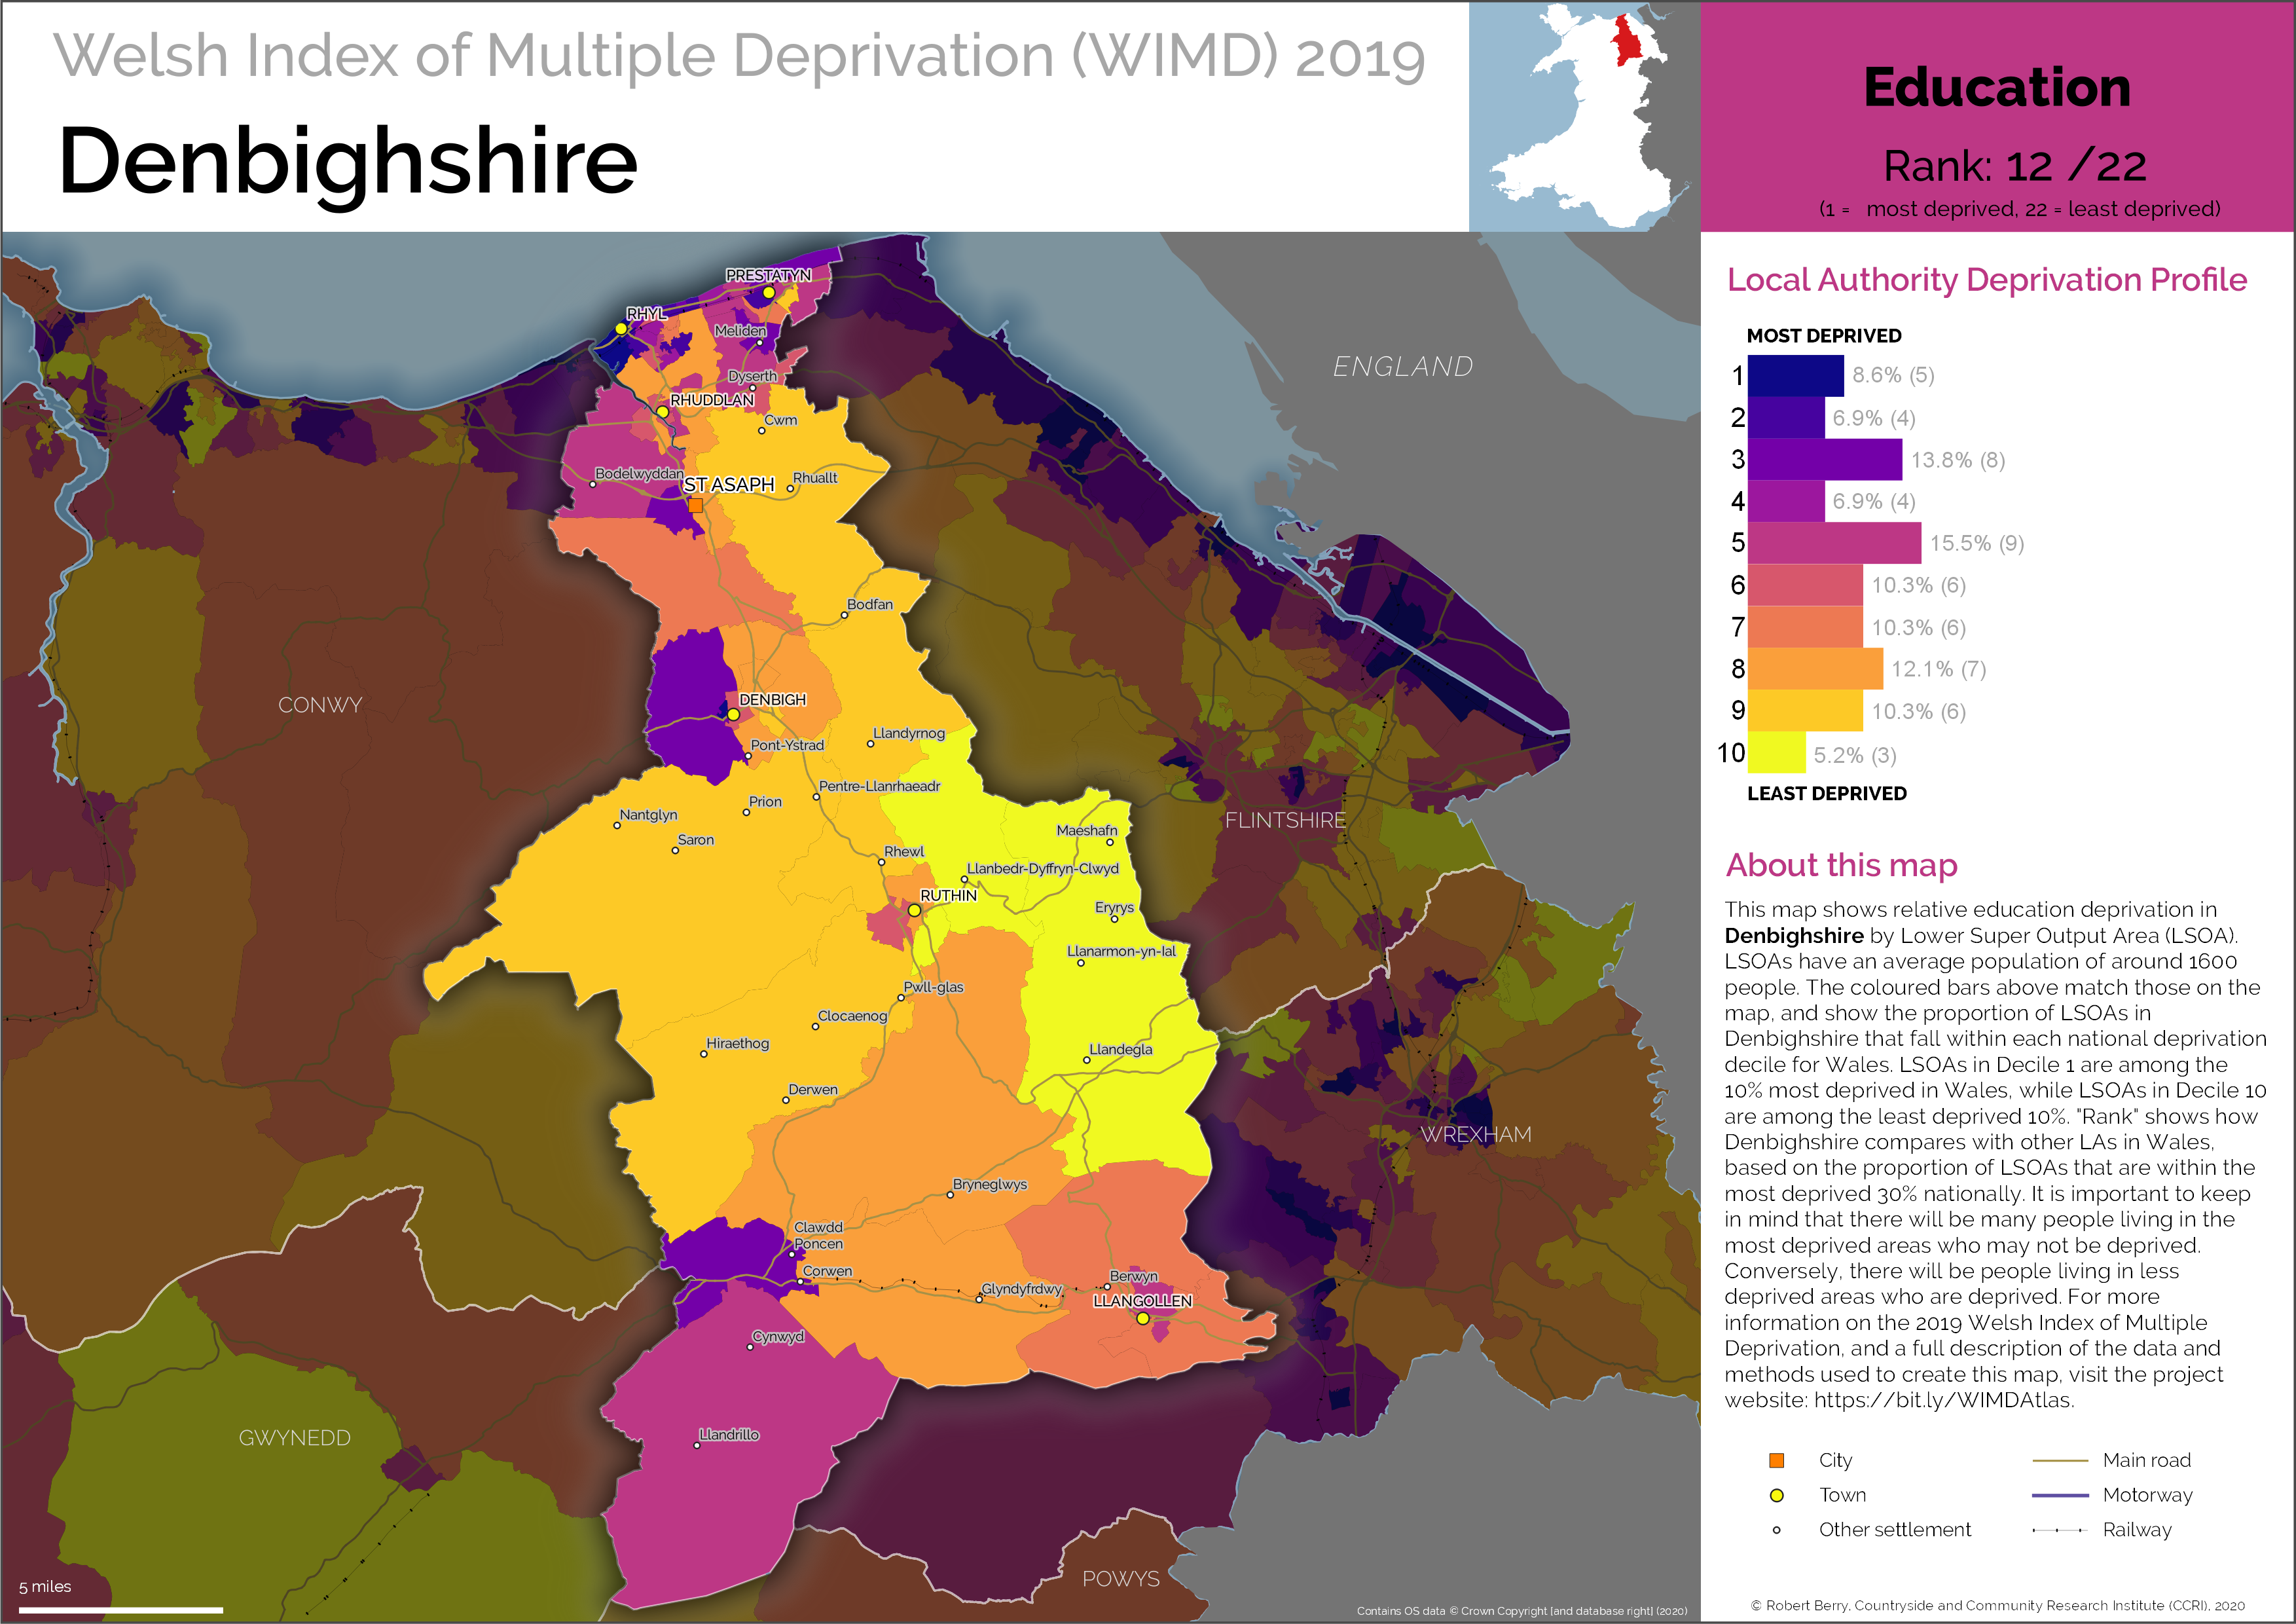 Welsh Index of Multiple Deprivation (WIMD) 2019
Denbighshire
Education
Rank: 12 /22
(1 = most deprived, 22 = least deprived)
PRESTATYN
RHYL
Meliden
Dyserth
RHUDDLAN
Cwm
Bodelwyddan
ST ASAPH
Rhuallt
ENGLAND
Bodfan
CONWY
DENBIGH
Llandyrnog
Pont-Ystrad
Pentre-Llanrhaeadr
Prion
Nantglyn
Saron
Maeshafn
FLINTSHIRE
Rhewl
Llanbedr-Dyffryn-Clwyd
RUTHIN
Eryrys
Llanarmon-yn-Ial
Pwll-glas
Clocaenog
Hiraethog
Llandegla
Derwen
WREXHAM
Bryneglwys
Clawdd
Poncen
Corwen
Berwyn
Glyndyfrdwy
LLANGOLLEN
Cynwyd
Llandrillo
GWYNEDD
POWYS
5 miles
Contains OS data © Crown Copyright [and database right] (2020)
Local Authority Deprivation Profile
MOST DEPRIVED
1 8.6% (5)
2 6.9% (4)
3 13.8% (8)
4 6.9% (4)
5 15.5% (9)
6 10.3% (6)
7 10.3% (6)
8 12.1% (7)
9 10.3% (6)
10 5.2% (3)
LEAST DEPRIVED
About this map
This map shows relative education deprivation in
Denbighshire by Lower Super Output Area (LSOA).
LSOAs have an average population of around 1600
people. The coloured bars above match those on the
map, and show the proportion of LSOAs in
Denbighshire that fall within each national deprivation
decile for Wales. LSOAs in Decile 1 are among the
10% most deprived in Wales, while LSOAs in Decile 10
are among the least deprived 10%. "Rank" shows how
Denbighshire compares with other LAs in Wales,
based on the proportion of LSOAs that are within the
most deprived 30% nationally. It is important to keep
in mind that there will be many people living in the
most deprived areas who may not be deprived.
Conversely, there will be people living in less
deprived areas who are deprived. For more
information on the 2019 Welsh Index of Multiple
Deprivation, and a full description of the data and
methods used to create this map, visit the project
website: https://bit.ly/WIMDAtlas.
City
Town
Other settlement
Main road
Motorway
Railway
© Robert Berry, Countryside and Community Research Institute (CCRI), 2020